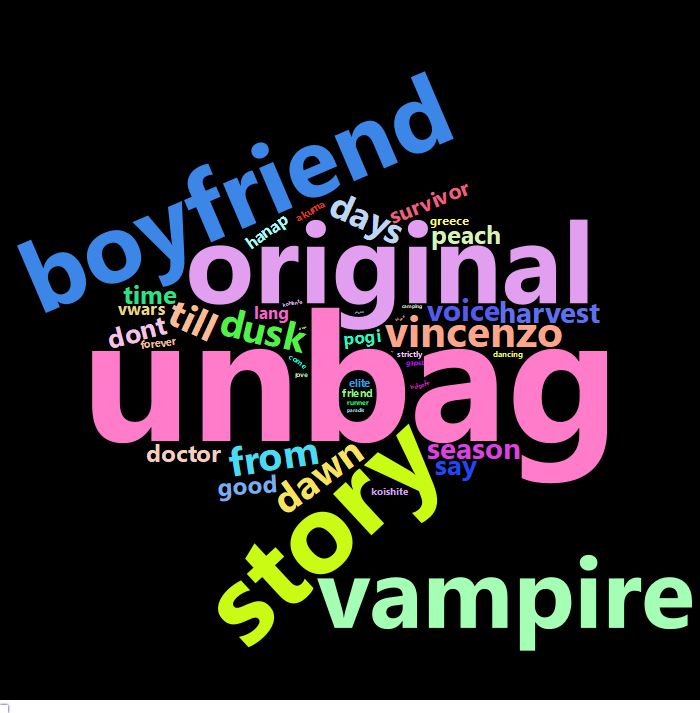 boyfriend
survivor
akuma
days
hanap
greece
peach
original
time
vwars
till
dusk
lang
voice
harvest
dont
forever
pogi
vincenzo
unbag
strictly
dancing
come
love
elite
friend
runner
paradis
camping
doctor
from
good
dawn
season
say
koishite
story
vampire